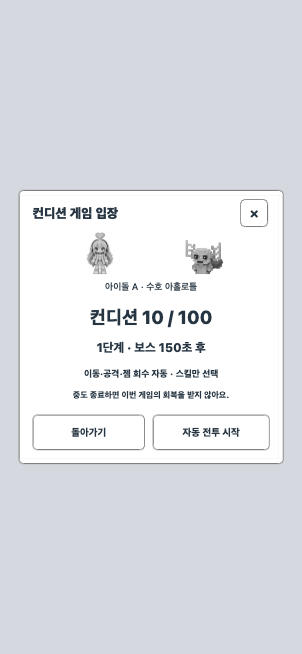 컨디션 게임 입장
×
아이돌 A · 수호 아홀로틀
컨디션 10 / 100
1단계 · 보스 150초 후
이동·공격·젬 회수 자동 · 스킬만 선택
중도 종료하면 이번 게임의 회복을 받지 않아요.
돌아가기
자동 전투 시작